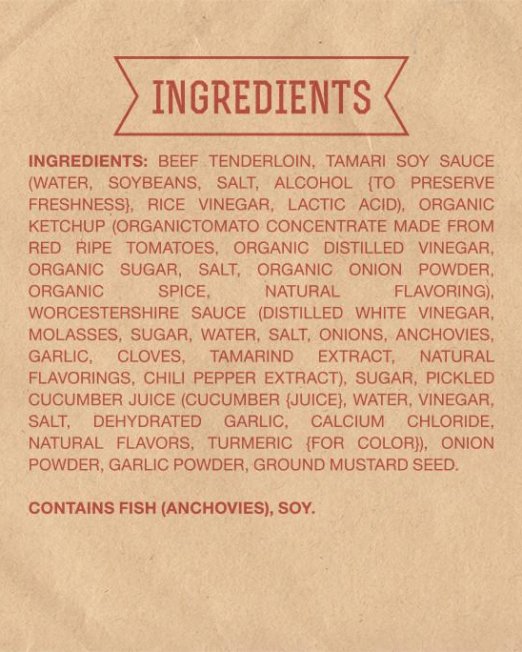 INGREDIENTS
INGREDIENTS: BEEF TENDERLOIN, TAMARI SOY SAUCE
(WATER, SOYBEANS, SALT, ALCOHOL {TO PRESERVE
FRESHNESS}, RICE VINEGAR, LACTIC ACID), ORGANIC
KETCHUP (ORGANICTOMATO CONCENTRATE MADE FROM
RED RIPE TOMATOES, ORGANIC DISTILLED VINEGAR,
ORGANIC SUGAR, SALT, ORGANIC ONION POWDER,
ORGANIC SPICE, NATURAL FLAVORING),
WORCESTERSHIRE SAUCE (DISTILLED WHITE VINEGAR,
MOLASSES, SUGAR, WATER, SALT, ONIONS, ANCHOVIES,
GARLIC, CLOVES, TAMARIND EXTRACT, NATURAL
FLAVORINGS, CHILI PEPPER EXTRACT), SUGAR, PICKLED
CUCUMBER JUICE (CUCUMBER {JUICE}, WATER, VINEGAR,
SALT, DEHYDRATED GARLIC, CALCIUM CHLORIDE,
NATURAL FLAVORS, TURMERIC {FOR COLOR}), ONION
POWDER, GARLIC POWDER, GROUND MUSTARD SEED.
CONTAINS FISH (ANCHOVIES), SOY.